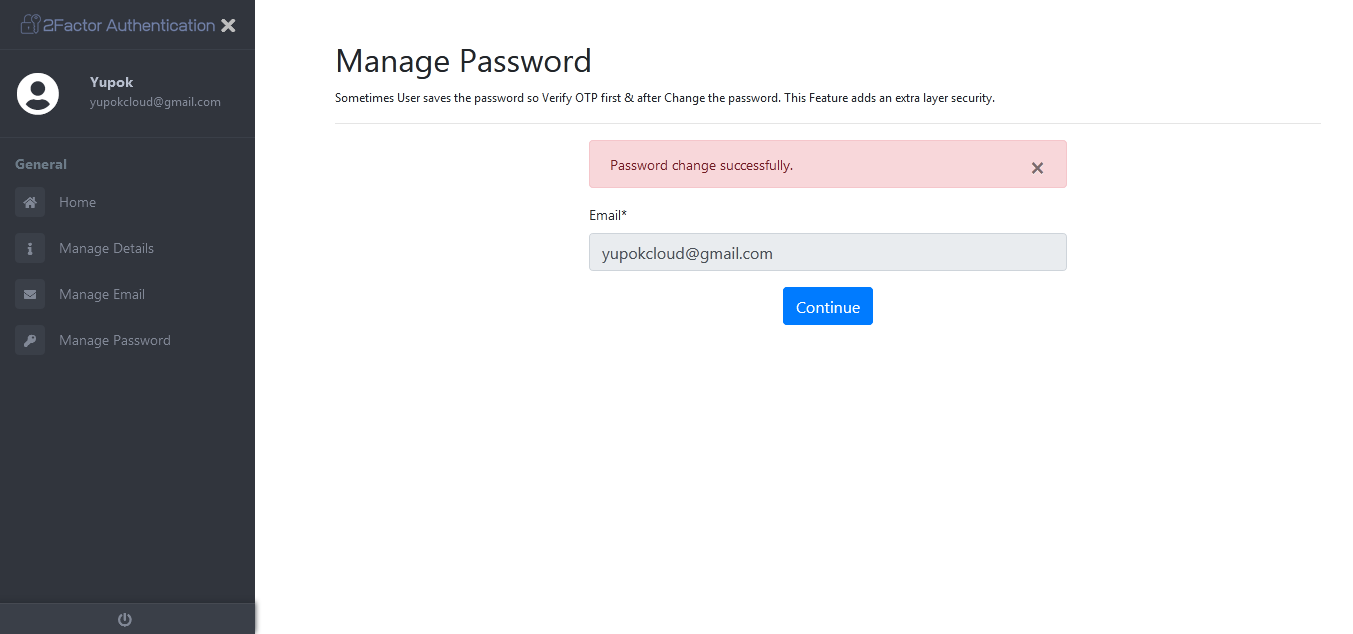 2Factor Authentication
Yupok
yupokcloud@gmail.com
General
Home
Manage Details
Manage Email
Manage Password
Manage Password
Sometimes User saves the password so Verify OTP first & after Change the password. This Feature adds an extra layer security.
Password change successfully.
Email*
yupokcloud@gmail.com
Continue